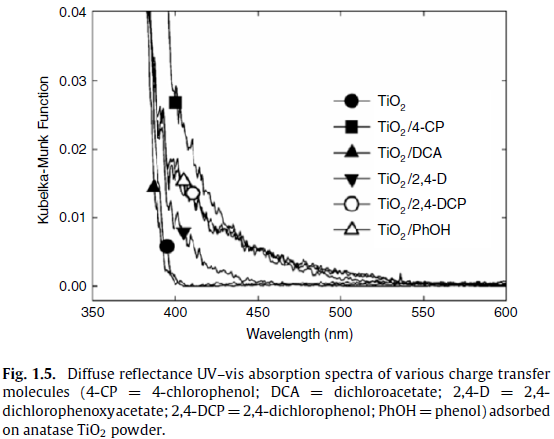 0.04
0.03
0.02
0.01
0.00
Kubelka-Munk Function
TiO2
TiO2/4-CP
TiO2/DCA
TiO2/2,4-D
TiO2/2,4-DCP
TiO2/PhOH
350 400 450 500 550 600
Wavelength (nm)
Fig. 1.5. Diffuse reflectance UV–vis absorption spectra of various charge transfer
molecules (4-CP = 4-chlorophenol; DCA = dichloroacetate; 2,4-D = 2,4-
dichlorophenoxyacetate; 2,4-DCP = 2,4-dichlorophenol; PhOH = phenol) adsorbed
on anatase TiO2 powder.